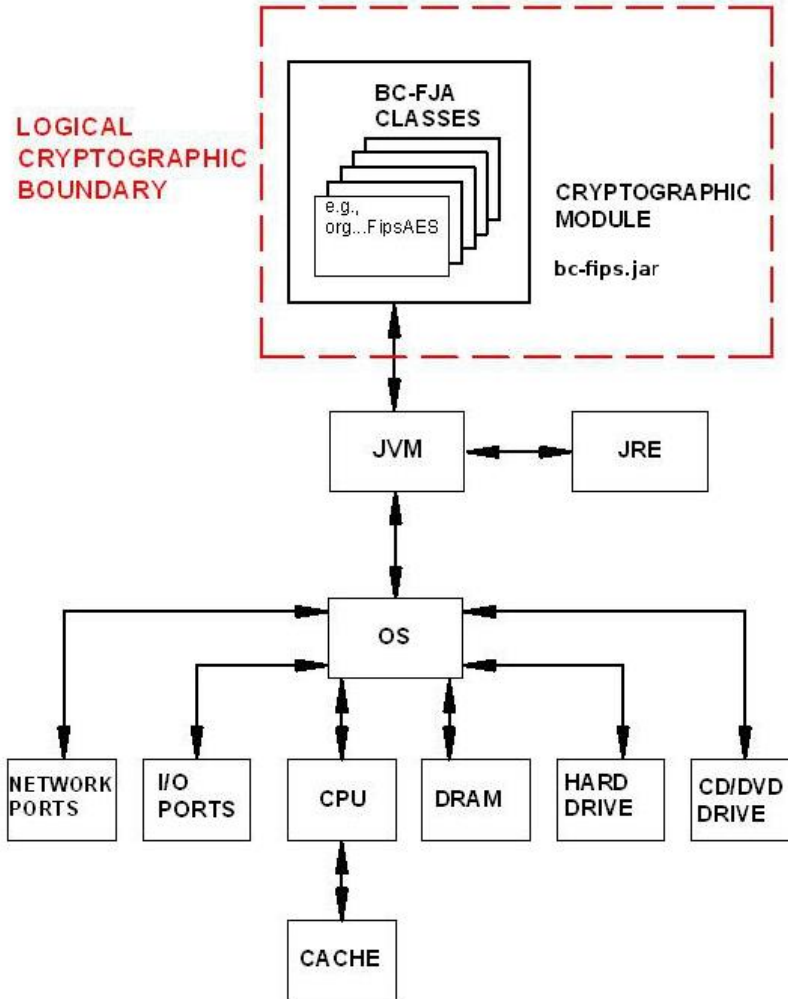 BC-FJA
CLASSES
LOGICAL
CRYPTOGRAPHIC
BOUNDARY
e.g.,
org...FipsAES
CRYPTOGRAPHIC
MODULE
bc-fips.jar
JVM
JRE
OS
NETWORK
PORTS
I/O
PORTS
CPU
DRAM
HARD
DRIVE
CD/DVD
DRIVE
CACHE